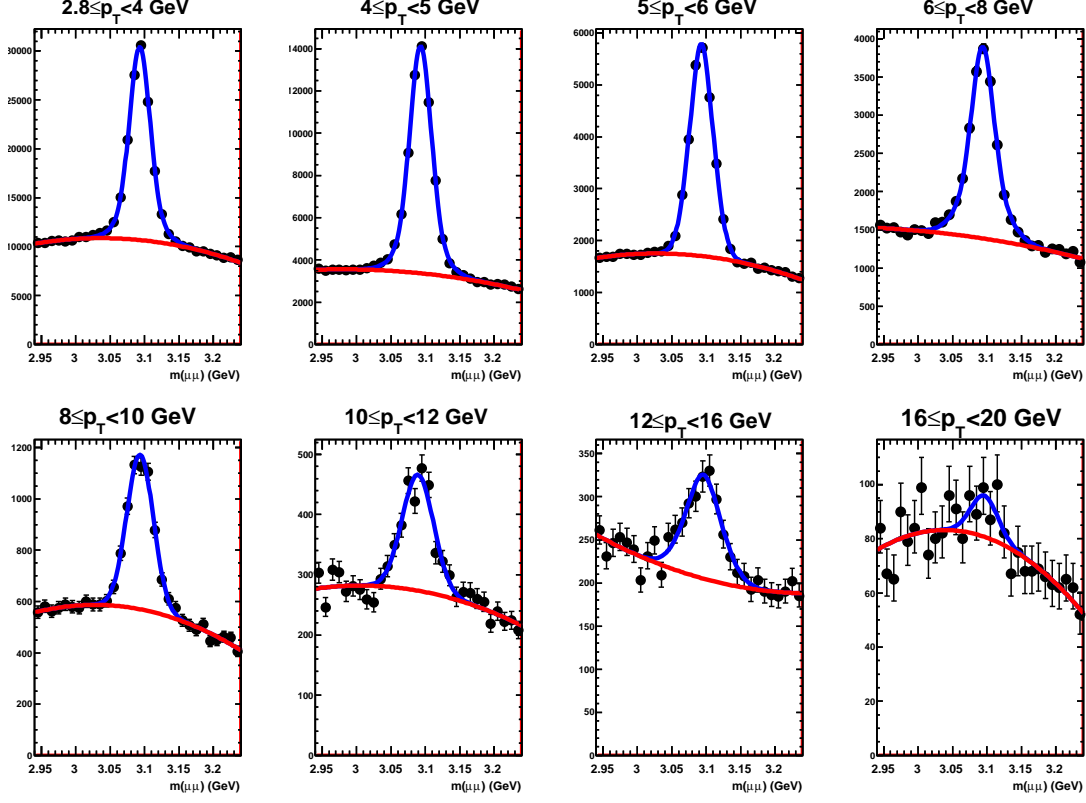 2.8≤p_T<4 GeV
30000
25000
20000
15000
10000
5000
0
2.95 3 3.05 3.1 3.15 3.2
m(μμ) (GeV)
4≤p_T<5 GeV
14000
12000
10000
8000
6000
4000
2000
0
2.95 3 3.05 3.1 3.15 3.2
m(μμ) (GeV)
5≤p_T<6 GeV
6000
5000
4000
3000
2000
1000
0
2.95 3 3.05 3.1 3.15 3.2
m(μμ) (GeV)
6≤p_T<8 GeV
4000
3500
3000
2500
2000
1500
1000
500
0
2.95 3 3.05 3.1 3.15 3.2
m(μμ) (GeV)
8≤p_T<10 GeV
1200
1000
800
600
400
200
0
2.95 3 3.05 3.1 3.15 3.2
m(μμ) (GeV)
10≤p_T<12 GeV
500
400
300
200
100
0
2.95 3 3.05 3.1 3.15 3.2
m(μμ) (GeV)
12≤p_T<16 GeV
350
300
250
200
150
100
50
0
2.95 3 3.05 3.1 3.15 3.2
m(μμ) (GeV)
16≤p_T<20 GeV
100
80
60
40
20
0
2.95 3 3.05 3.1 3.15 3.2
m(μμ) (GeV)